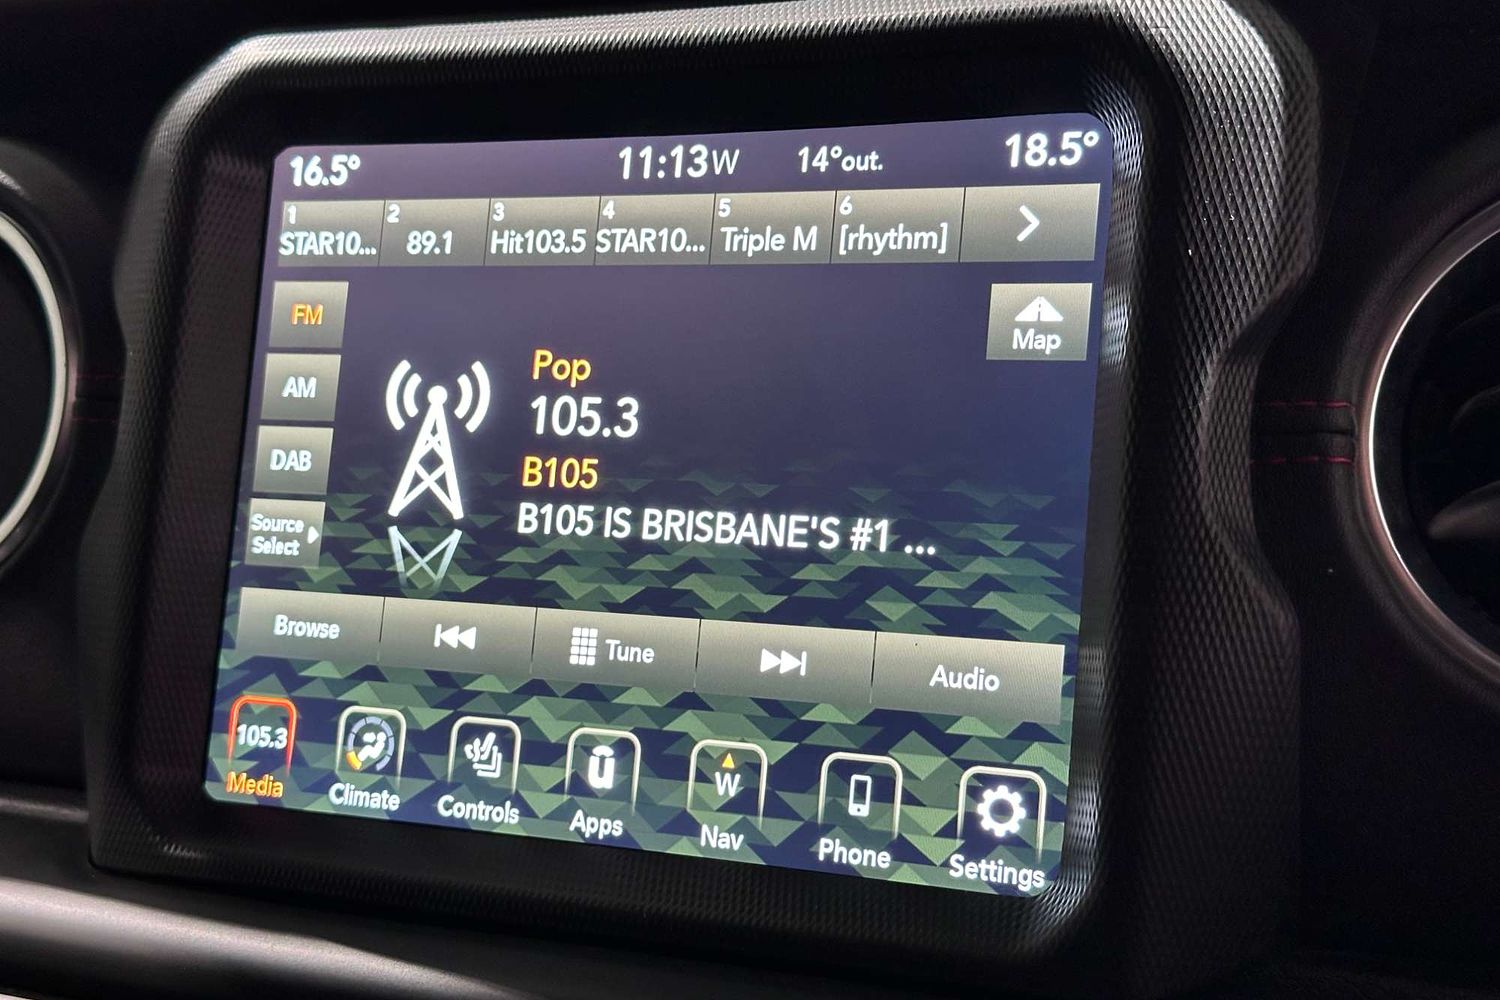 16.5° 11:13 W 14°out. 18.5°
1 2 3 4 5 6
STAR10... 89.1 Hit103.5 STAR10... Triple M [rhythm]
FM
Map
AM
Pop
105.3
DAB
B105
Source
Select
B105 IS BRISBANE'S #1 ...
Browse Tune Audio
105.3 W
Media Climate Controls Apps Nav Phone Settings